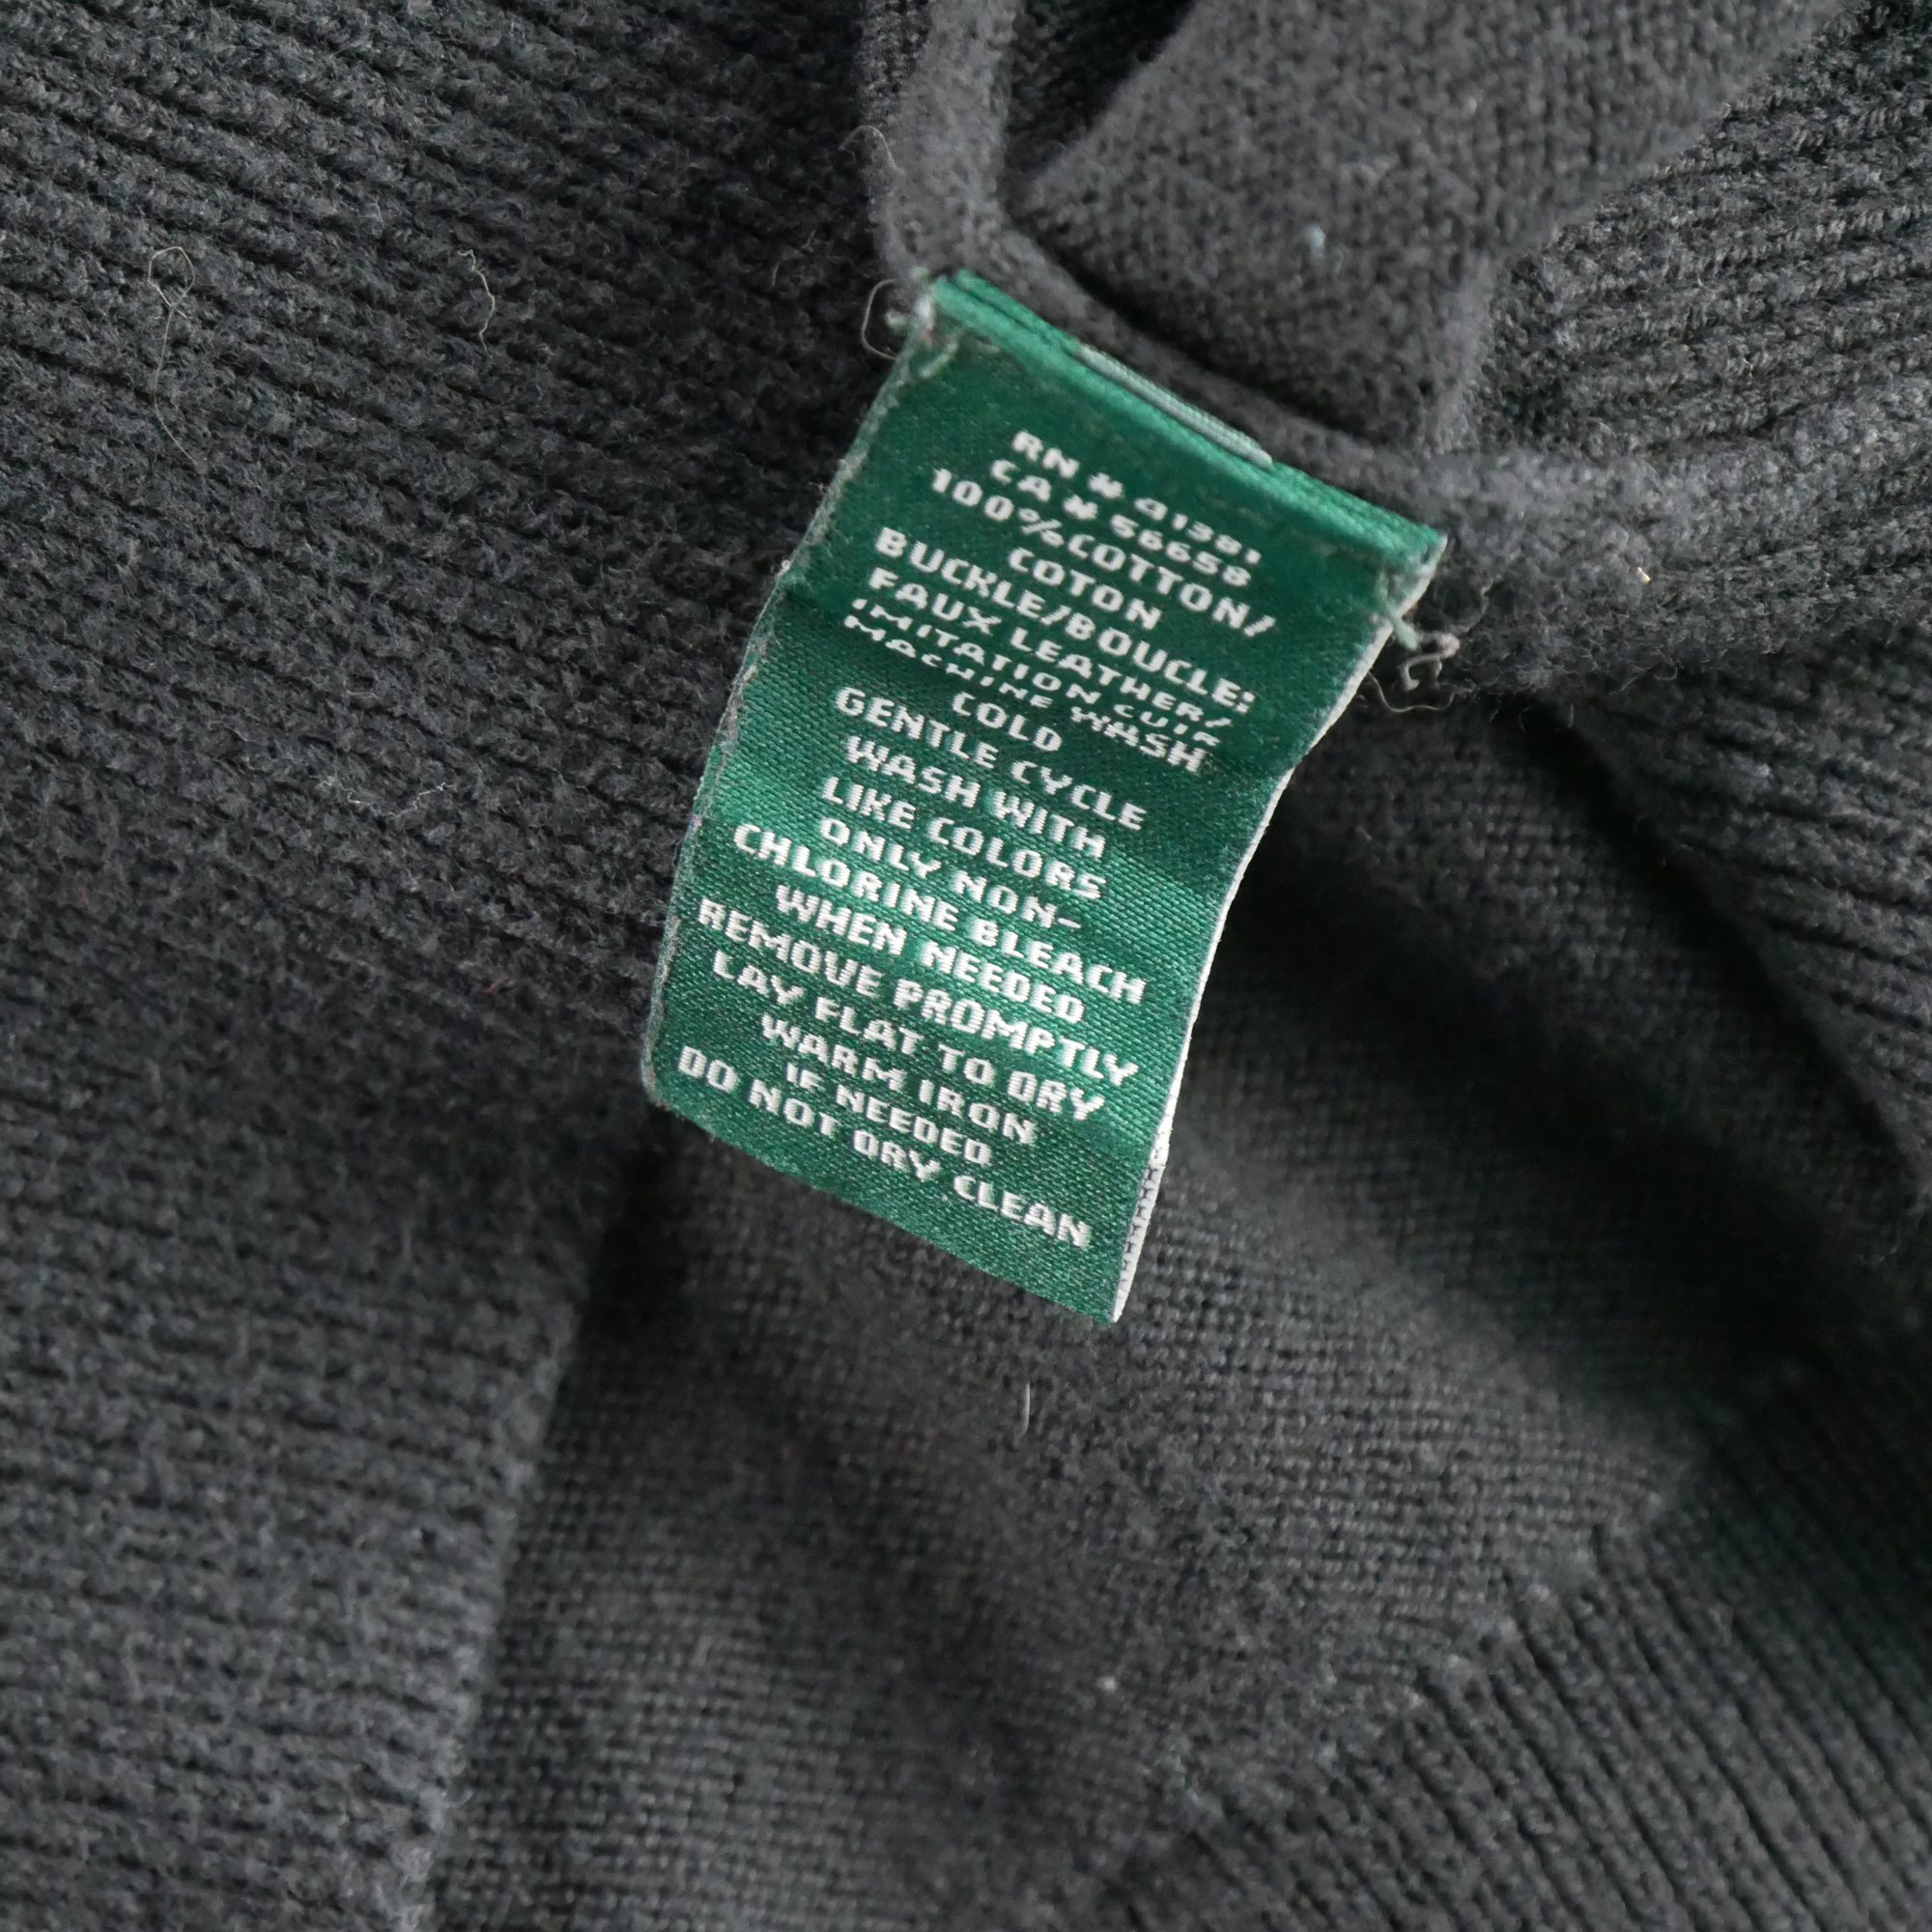 RN # 41381
CA # 56658
100%COTTON/
COTON
BUCKLE/BOUCLE:
FAUX LEATHER/
IMITATION CUIR
MACHINE WASH
COLD
GENTLE CYCLE
WASH WITH
LIKE COLORS
ONLY NON-
CHLORINE BLEACH
WHEN NEEDED
REMOVE PROMPTLY
LAY FLAT TO DRY
WARM IRON
IF NEEDED
DO NOT DRY CLEAN